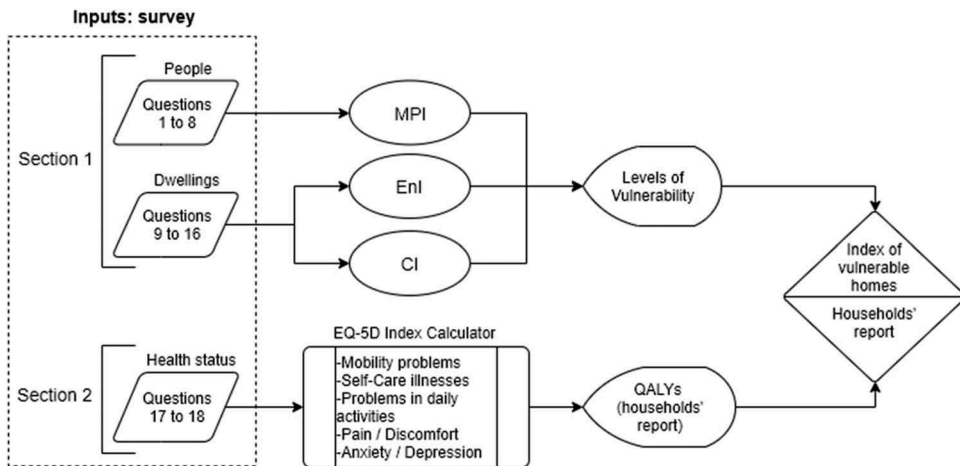 Inputs: survey
Section 1
People
Questions
1 to 8
Dwellings
Questions
9 to 16
MPI
EnI
CI
Levels of
Vulnerability
Index of
vulnerable
homes
Households'
report
Section 2
Health status
Questions
17 to 18
EQ-5D Index Calculator
-Mobility problems
-Self-Care illnesses
-Problems in daily
activities
-Pain / Discomfort
-Anxiety / Depression
QALYs
(households'
report)